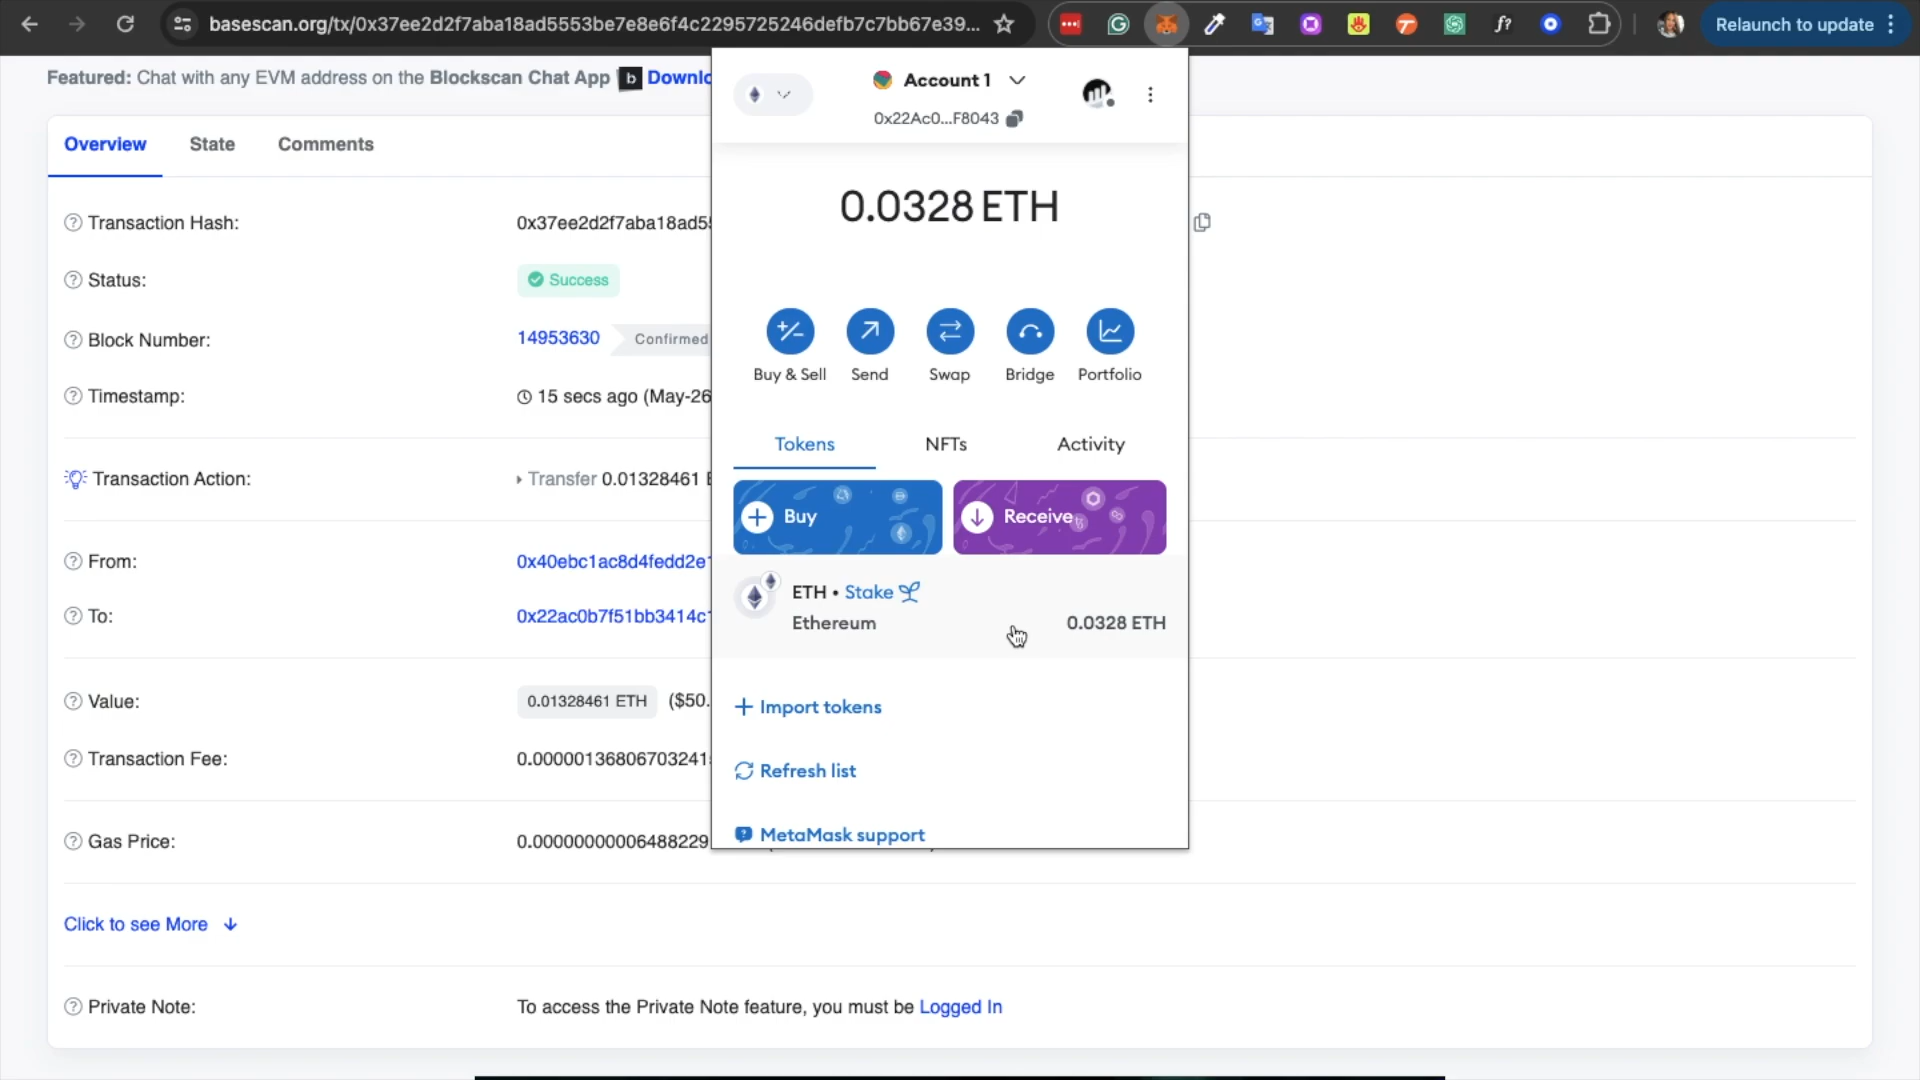 basescan.org/tx/0x37ee2d2f7aba18ad5553be7e8e6f4c2295725246defb7c7bb67e39...
Relaunch to update
Featured: Chat with any EVM address on the Blockscan Chat App b Downlo
Account 1
0x22Ac0...F8043
Overview
State
Comments
0.0328 ETH
Transaction Hash:
0x37ee2d2f7aba18ad5
Status:
Success
Block Number:
14953630
Confirmed
Buy & Sell
Send
Swap
Bridge
Portfolio
Timestamp:
15 secs ago (May-26
Tokens
NFTs
Activity
Transaction Action:
Transfer 0.01328461
Buy
Receive
From:
0x40ebc1ac8d4fedd2e
To:
0x22ac0b7f51bb3414c
ETH • Stake
Ethereum
0.0328 ETH
Value:
0.01328461 ETH
($50.
Import tokens
Transaction Fee:
0.00000136806703241
Refresh list
Gas Price:
0.00000000006488229
MetaMask support
Click to see More
Private Note:
To access the Private Note feature, you must be Logged In